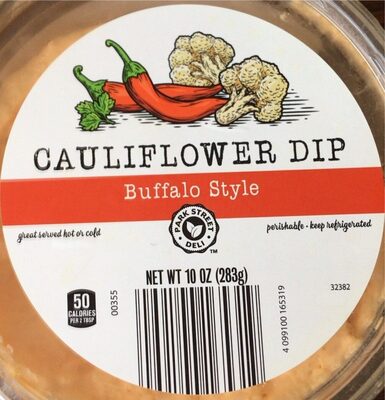 CAULIFLOWER DIP
Buffalo Style
PARK STREET
DELI
great served hot or cold
perishable - keep refrigerated
NET WT 10 OZ (283g)
50
CALORIES
PER 2 TBSP
00355
4 099100 165319
32382